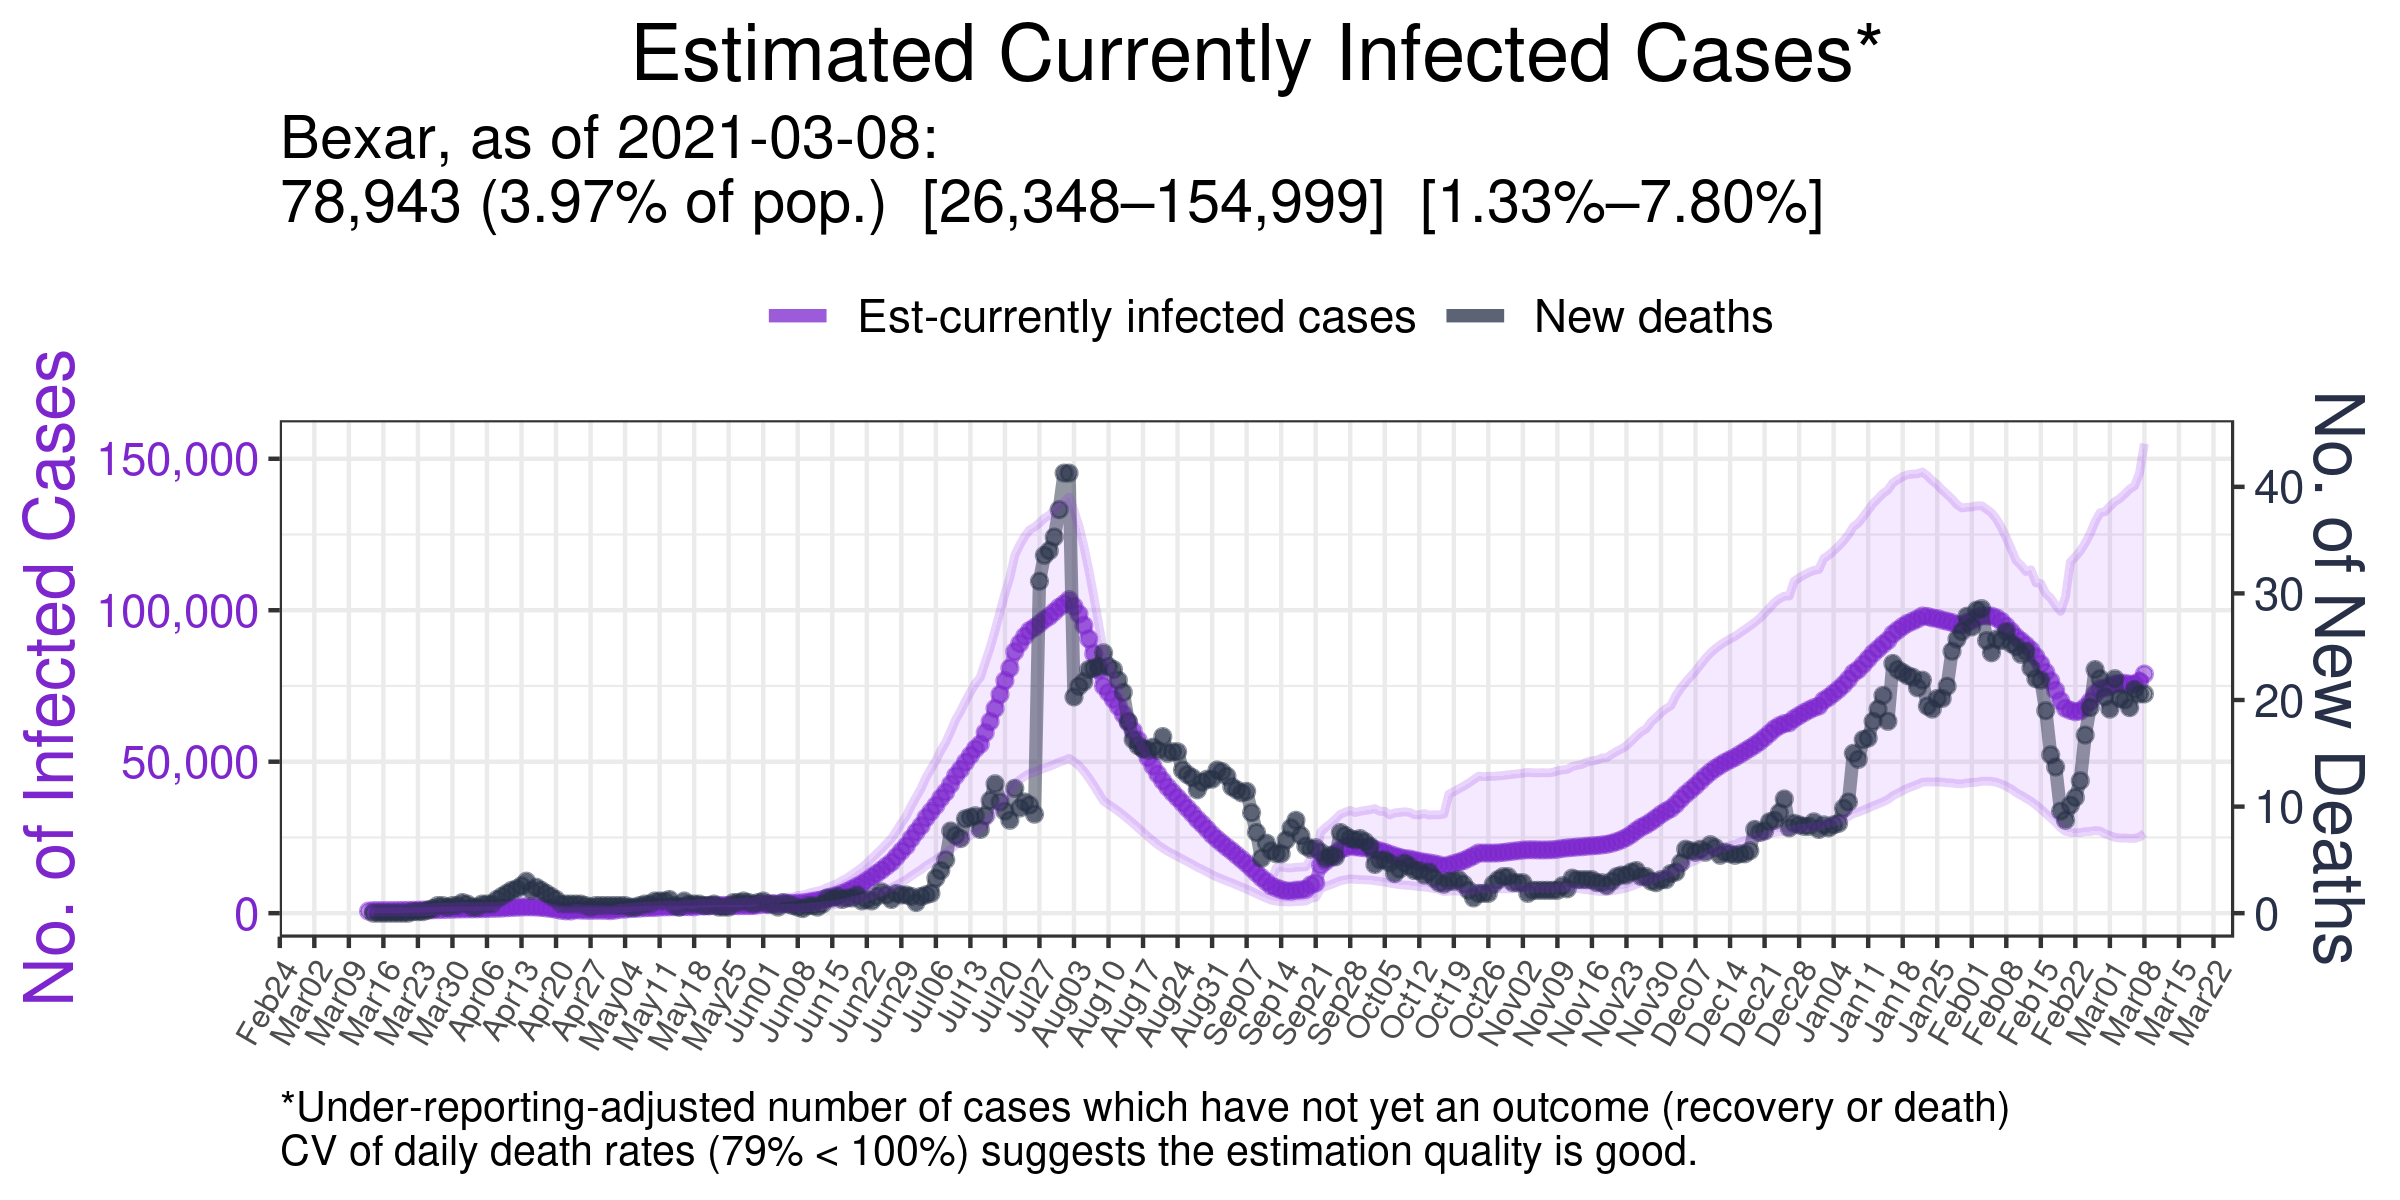 Estimated Currently Infected Cases*
Bexar, as of 2021-03-08:
78,943 (3.97% of pop.) [26,348–154,999] [1.33%–7.80%]
Est-currently infected cases
New deaths
No. of Infected Cases
150,000
100,000
50,000
0
40
30
20
10
0
No. of New Deaths
Feb24
Mar02
Mar09
Mar16
Mar23
Mar30
Apr06
Apr13
Apr20
Apr27
May04
May11
May18
May25
Jun01
Jun08
Jun15
Jun22
Jun29
Jul06
Jul13
Jul20
Jul27
Aug03
Aug10
Aug17
Aug24
Aug31
Sep07
Sep14
Sep21
Sep28
Oct05
Oct12
Oct19
Oct26
Nov02
Nov09
Nov16
Nov23
Nov30
Dec07
Dec14
Dec21
Dec28
Jan04
Jan11
Jan18
Jan25
Feb01
Feb08
Feb15
Feb22
Mar01
Mar08
Mar15
Mar22
*Under-reporting-adjusted number of cases which have not yet an outcome (recovery or death)
CV of daily death rates (79% < 100%) suggests the estimation quality is good.